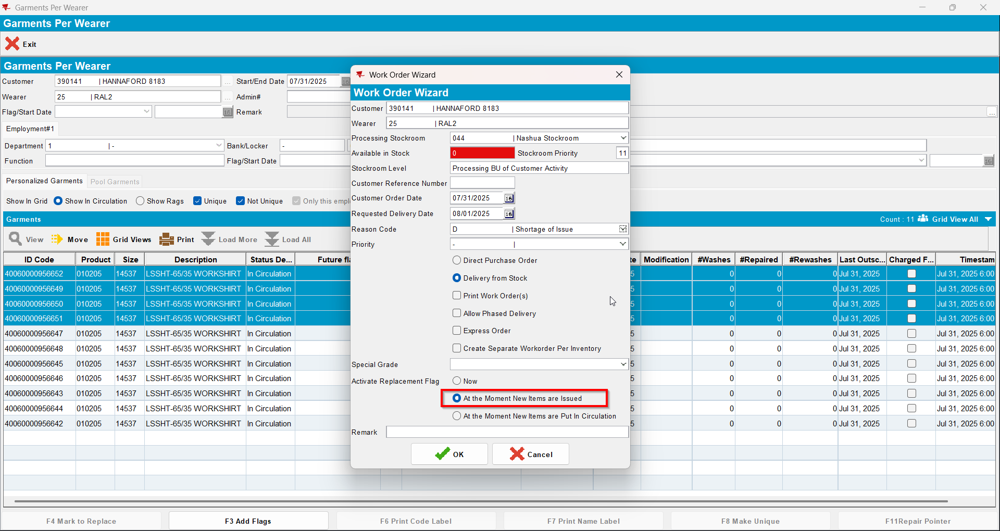 Garments Per Wearer
Garments Per Wearer
Exit
Garments Per Wearer
Customer 390141 | HANNAFORD 8183 ... Start/End Date 07/31/2025
Wearer 25 | RAL2 ... Admin#
Flag/Start Date Remark ...
Employment#1
Department 1 | - Bank/Locker -
Function Flag/Start Date
Personalized Garments Pool Garments
Show In Grid Show In Circulation Show Rags Unique Not Unique Only this empl
Garments Count : 11 Grid View All
View Move Grid Views Print Load More Load All
ID Code Product Size Description Status De... Future fla te Modification #Washes #Repaired #Rewashes Last Outsc... Charged F... Timestam
40060000956652 010205 14537 LSSHT-65/35 WORKSHIRT In Circulation 5 0 0 0 Jul 31, 2025 Jul 31, 2025 6:00
40060000956649 010205 14537 LSSHT-65/35 WORKSHIRT In Circulation 5 0 0 0 Jul 31, 2025 Jul 31, 2025 6:00
40060000956650 010205 14537 LSSHT-65/35 WORKSHIRT In Circulation 5 0 0 0 Jul 31, 2025 Jul 31, 2025 6:00
40060000956651 010205 14537 LSSHT-65/35 WORKSHIRT In Circulation 5 0 0 0 Jul 31, 2025 Jul 31, 2025 6:00
40060000956647 010205 14537 LSSHT-65/35 WORKSHIRT In Circulation 5 0 0 0 Jul 31, 2025 Jul 31, 2025 6:00
40060000956648 010205 14537 LSSHT-65/35 WORKSHIRT In Circulation 5 0 0 0 Jul 31, 2025 Jul 31, 2025 6:00
40060000956645 010205 14537 LSSHT-65/35 WORKSHIRT In Circulation 5 0 0 0 Jul 31, 2025 Jul 31, 2025 6:00
40060000956646 010205 14537 LSSHT-65/35 WORKSHIRT In Circulation 5 0 0 0 Jul 31, 2025 Jul 31, 2025 6:00
40060000956643 010205 14537 LSSHT-65/35 WORKSHIRT In Circulation 5 0 0 0 Jul 31, 2025 Jul 31, 2025 6:00
40060000956644 010205 14537 LSSHT-65/35 WORKSHIRT In Circulation 5 0 0 0 Jul 31, 2025 Jul 31, 2025 6:00
40060000956642 010205 14537 LSSHT-65/35 WORKSHIRT In Circulation 5 0 0 0 Jul 31, 2025 Jul 31, 2025 6:00
F4 Mark to Replace F3 Add Flags F6 Print Code Label F7 Print Name Label F8 Make Unique F11Repair Pointer
Work Order Wizard
Work Order Wizard
Customer 390141 | HANNAFORD 8183
Wearer 25 | RAL2
Processing Stockroom 044 | Nashua Stockroom
Available in Stock 0 Stockroom Priority 11
Stockroom Level Processing BU of Customer Activity
Customer Reference Number
Customer Order Date 07/31/2025 16
Requested Delivery Date 08/01/2025 16
Reason Code D | Shortage of Issue
Priority - |
Direct Purchase Order
Delivery from Stock
Print Work Order(s)
Allow Phased Delivery
Express Order
Create Separate Workorder Per Inventory
Special Grade
Activate Replacement Flag Now
At the Moment New Items are Issued
At the Moment New Items are Put In Circulation
Remark
OK Cancel